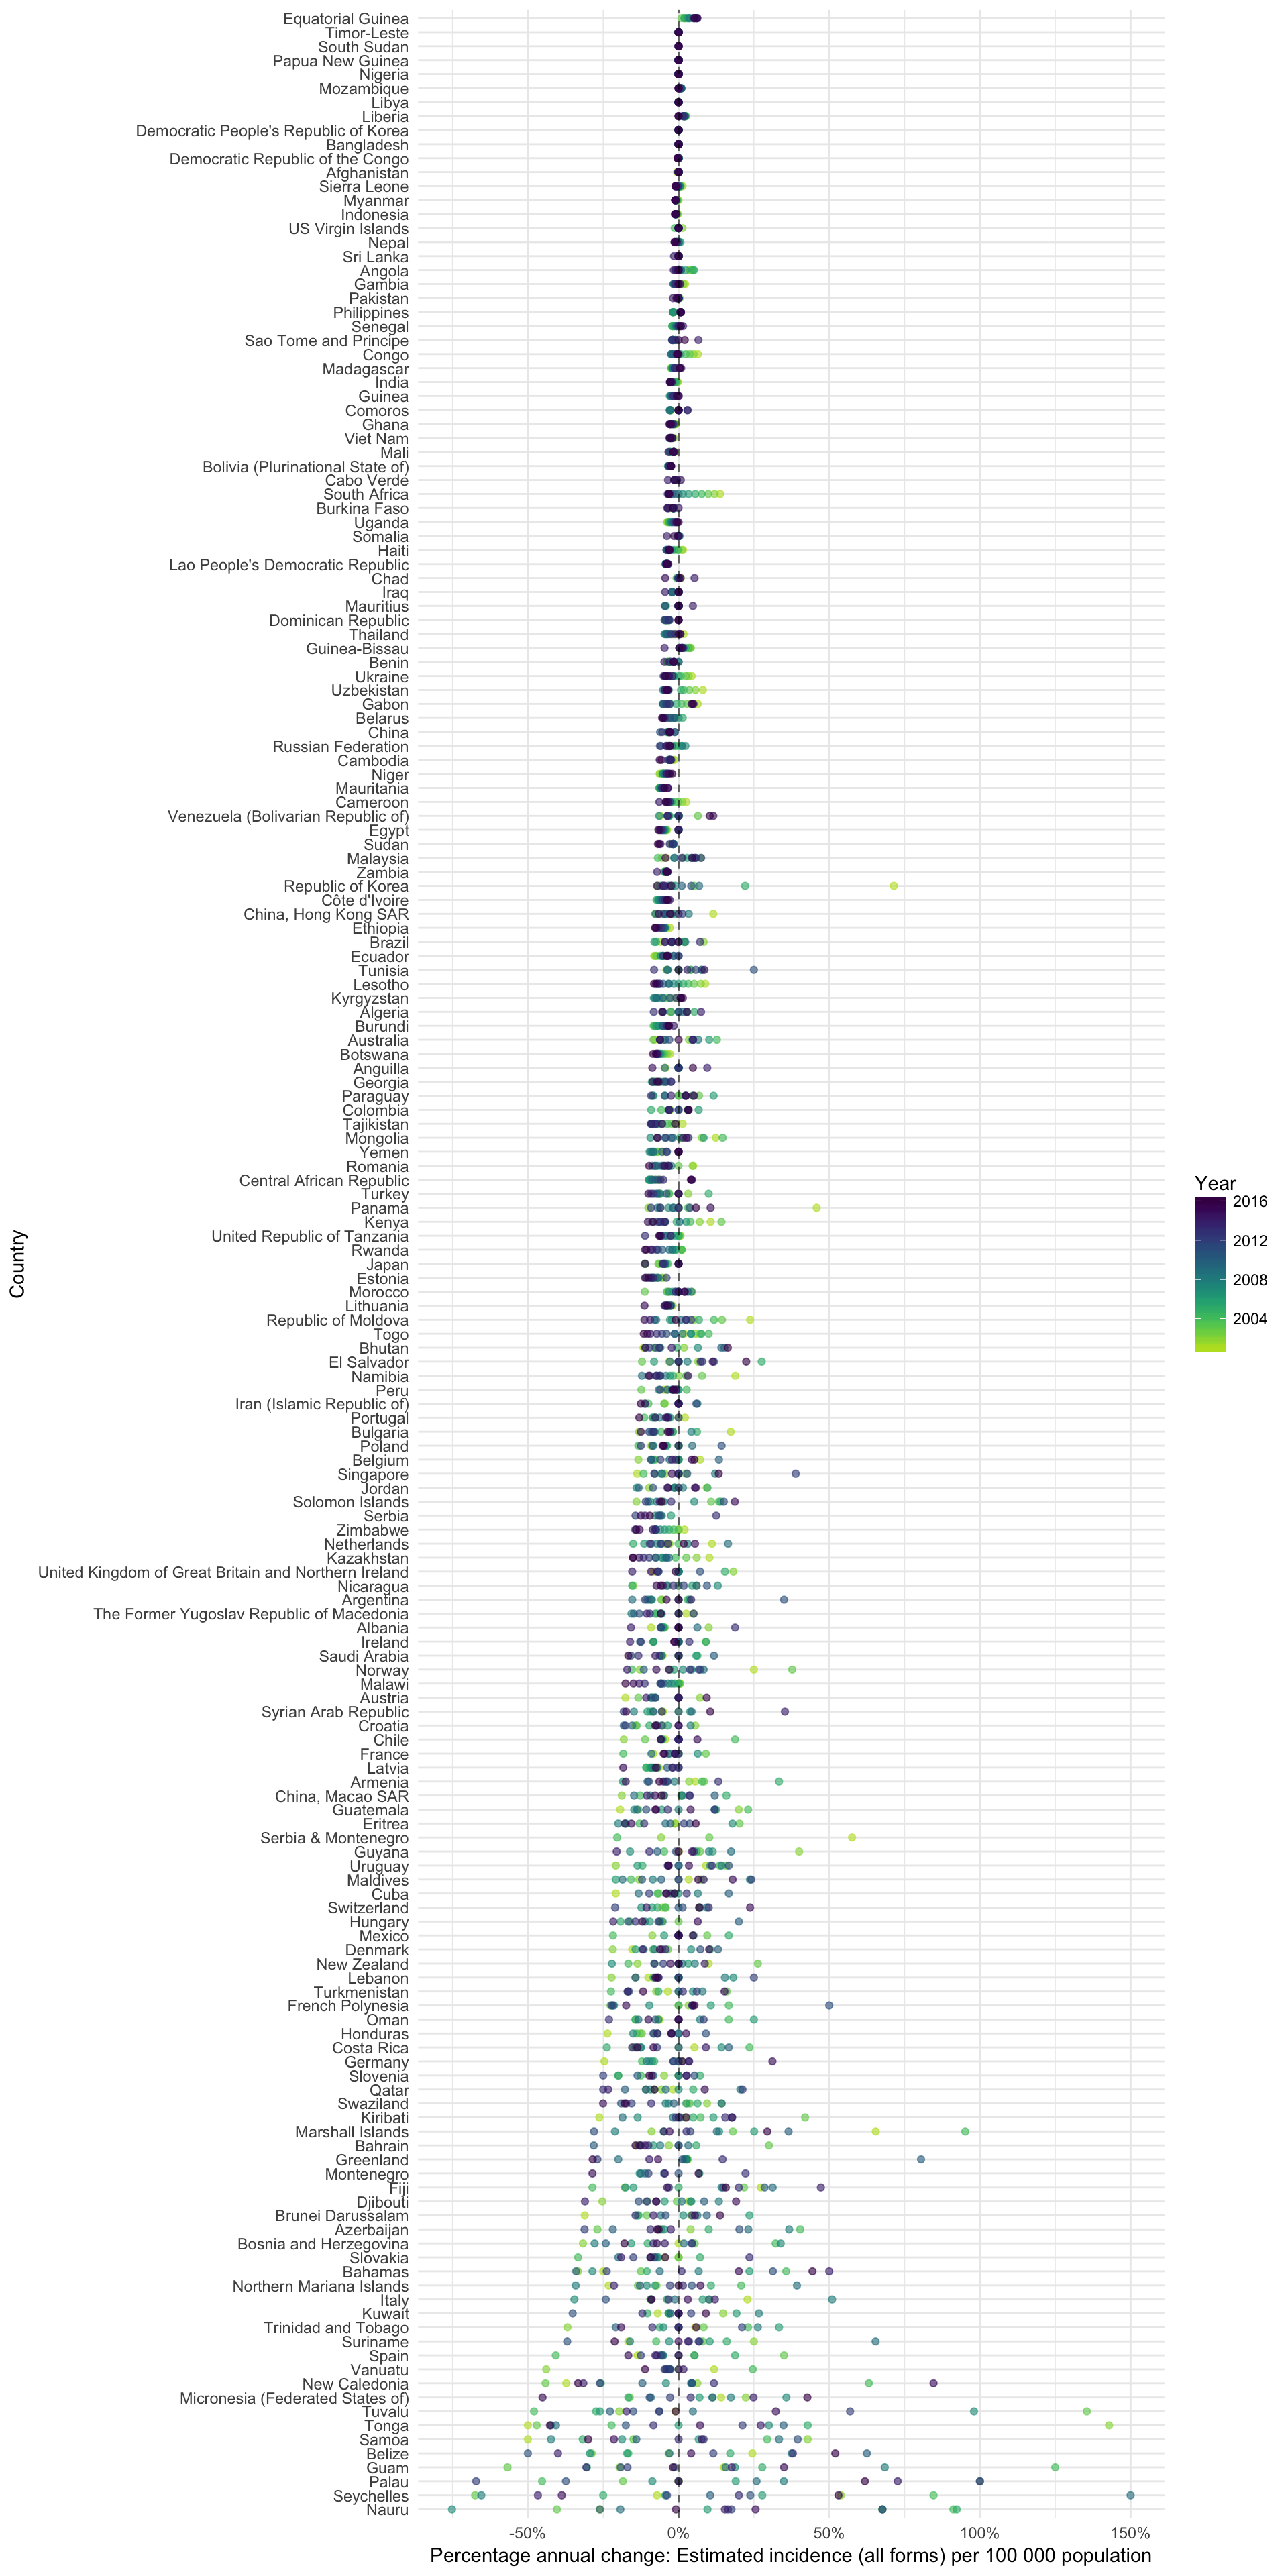 Equatorial Guinea
Timor-Leste
South Sudan
Papua New Guinea
Nigeria
Mozambique
Libya
Liberia
Democratic People's Republic of Korea
Bangladesh
Democratic Republic of the Congo
Afghanistan
Sierra Leone
Myanmar
Indonesia
US Virgin Islands
Nepal
Sri Lanka
Angola
Gambia
Pakistan
Philippines
Senegal
Sao Tome and Principe
Congo
Madagascar
India
Guinea
Comoros
Ghana
Viet Nam
Mali
Bolivia (Plurinational State of)
Cabo Verde
South Africa
Burkina Faso
Uganda
Somalia
Haiti
Lao People's Democratic Republic
Chad
Iraq
Mauritius
Dominican Republic
Thailand
Guinea-Bissau
Benin
Ukraine
Uzbekistan
Gabon
Belarus
China
Russian Federation
Cambodia
Niger
Mauritania
Cameroon
Venezuela (Bolivarian Republic of)
Egypt
Sudan
Malaysia
Zambia
Republic of Korea
Côte d'Ivoire
China, Hong Kong SAR
Ethiopia
Brazil
Ecuador
Tunisia
Lesotho
Kyrgyzstan
Algeria
Burundi
Australia
Botswana
Anguilla
Georgia
Paraguay
Colombia
Tajikistan
Mongolia
Yemen
Romania
Central African Republic
Turkey
Panama
Kenya
United Republic of Tanzania
Rwanda
Japan
Estonia
Morocco
Lithuania
Republic of Moldova
Togo
Bhutan
El Salvador
Namibia
Peru
Iran (Islamic Republic of)
Portugal
Bulgaria
Poland
Belgium
Singapore
Jordan
Solomon Islands
Serbia
Zimbabwe
Netherlands
Kazakhstan
United Kingdom of Great Britain and Northern Ireland
Nicaragua
Argentina
The Former Yugoslav Republic of Macedonia
Albania
Ireland
Saudi Arabia
Norway
Malawi
Austria
Syrian Arab Republic
Croatia
Chile
France
Latvia
Armenia
China, Macao SAR
Guatemala
Eritrea
Serbia & Montenegro
Guyana
Uruguay
Maldives
Cuba
Switzerland
Hungary
Mexico
Denmark
New Zealand
Lebanon
Turkmenistan
French Polynesia
Oman
Honduras
Costa Rica
Germany
Slovenia
Qatar
Swaziland
Kiribati
Marshall Islands
Bahrain
Greenland
Montenegro
Fiji
Djibouti
Brunei Darussalam
Azerbaijan
Bosnia and Herzegovina
Slovakia
Bahamas
Northern Mariana Islands
Italy
Kuwait
Trinidad and Tobago
Suriname
Spain
Vanuatu
New Caledonia
Micronesia (Federated States of)
Tuvalu
Tonga
Samoa
Belize
Guam
Palau
Seychelles
Nauru
-50% 0% 50% 100% 150%
Percentage annual change: Estimated incidence (all forms) per 100 000 population
Country
Year
2016
2012
2008
2004